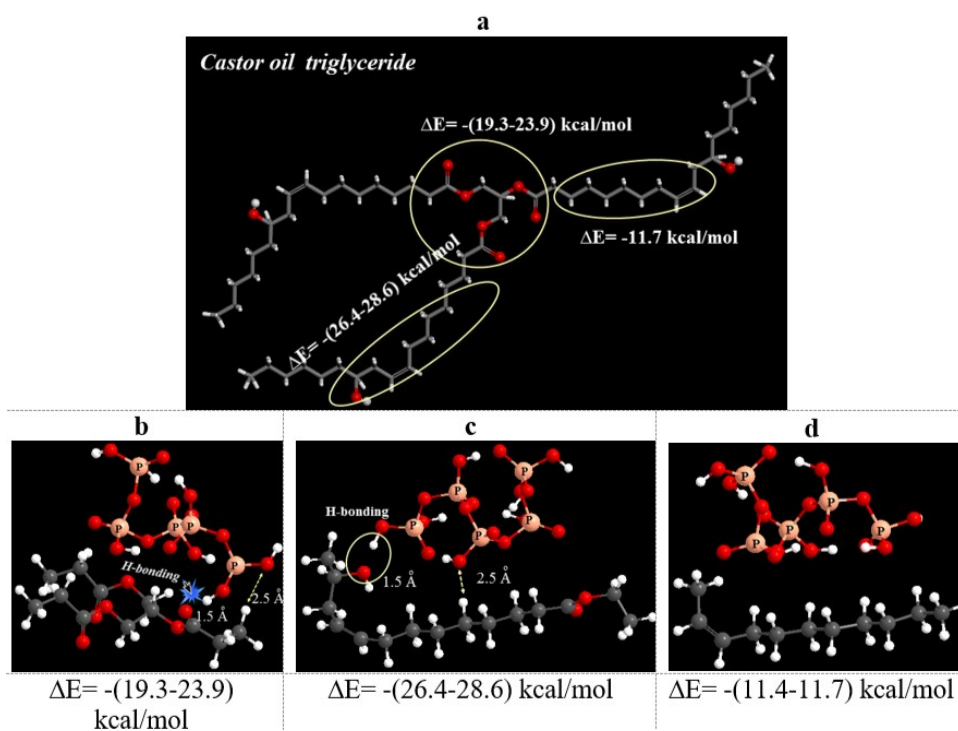 a
Castor oil triglyceride
ΔE= -(19.3-23.9) kcal/mol
ΔE= -11.7 kcal/mol
ΔE= -(26.4-28.6) kcal/mol
b
c
d
P
P
P P
P
H-bonding
1.5 Å
2.5 Å
P
P
P
P
P
H-bonding
1.5 Å
2.5 Å
P
P
P
P
P
ΔE= -(19.3-23.9)
kcal/mol
ΔE= -(26.4-28.6) kcal/mol
ΔE= -(11.4-11.7) kcal/mol